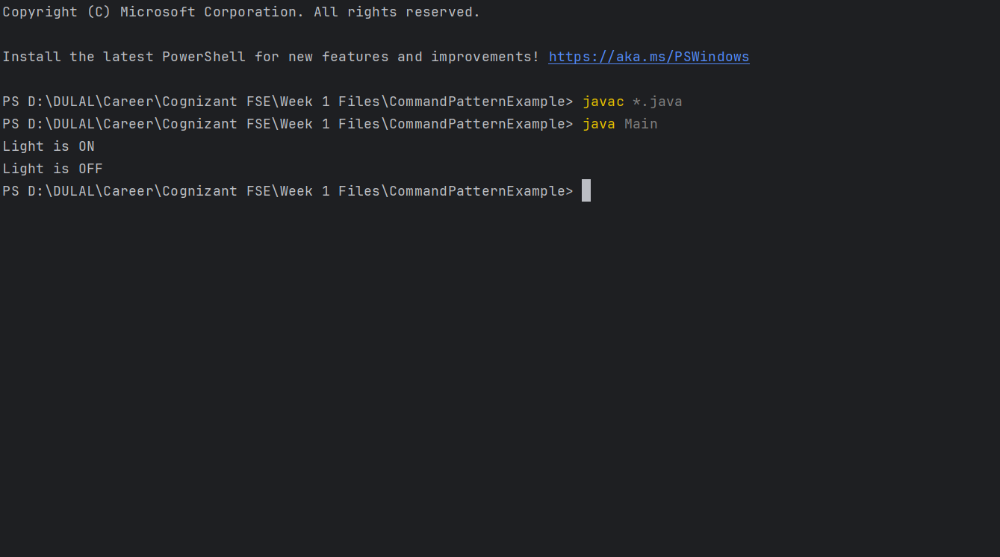 Copyright (C) Microsoft Corporation. All rights reserved.
Install the latest PowerShell for new features and improvements! https://aka.ms/PSWindows
PS D:\DULAL\Career\Cognizant FSE\Week 1 Files\CommandPatternExample> javac *.java
PS D:\DULAL\Career\Cognizant FSE\Week 1 Files\CommandPatternExample> java Main
Light is ON
Light is OFF
PS D:\DULAL\Career\Cognizant FSE\Week 1 Files\CommandPatternExample>